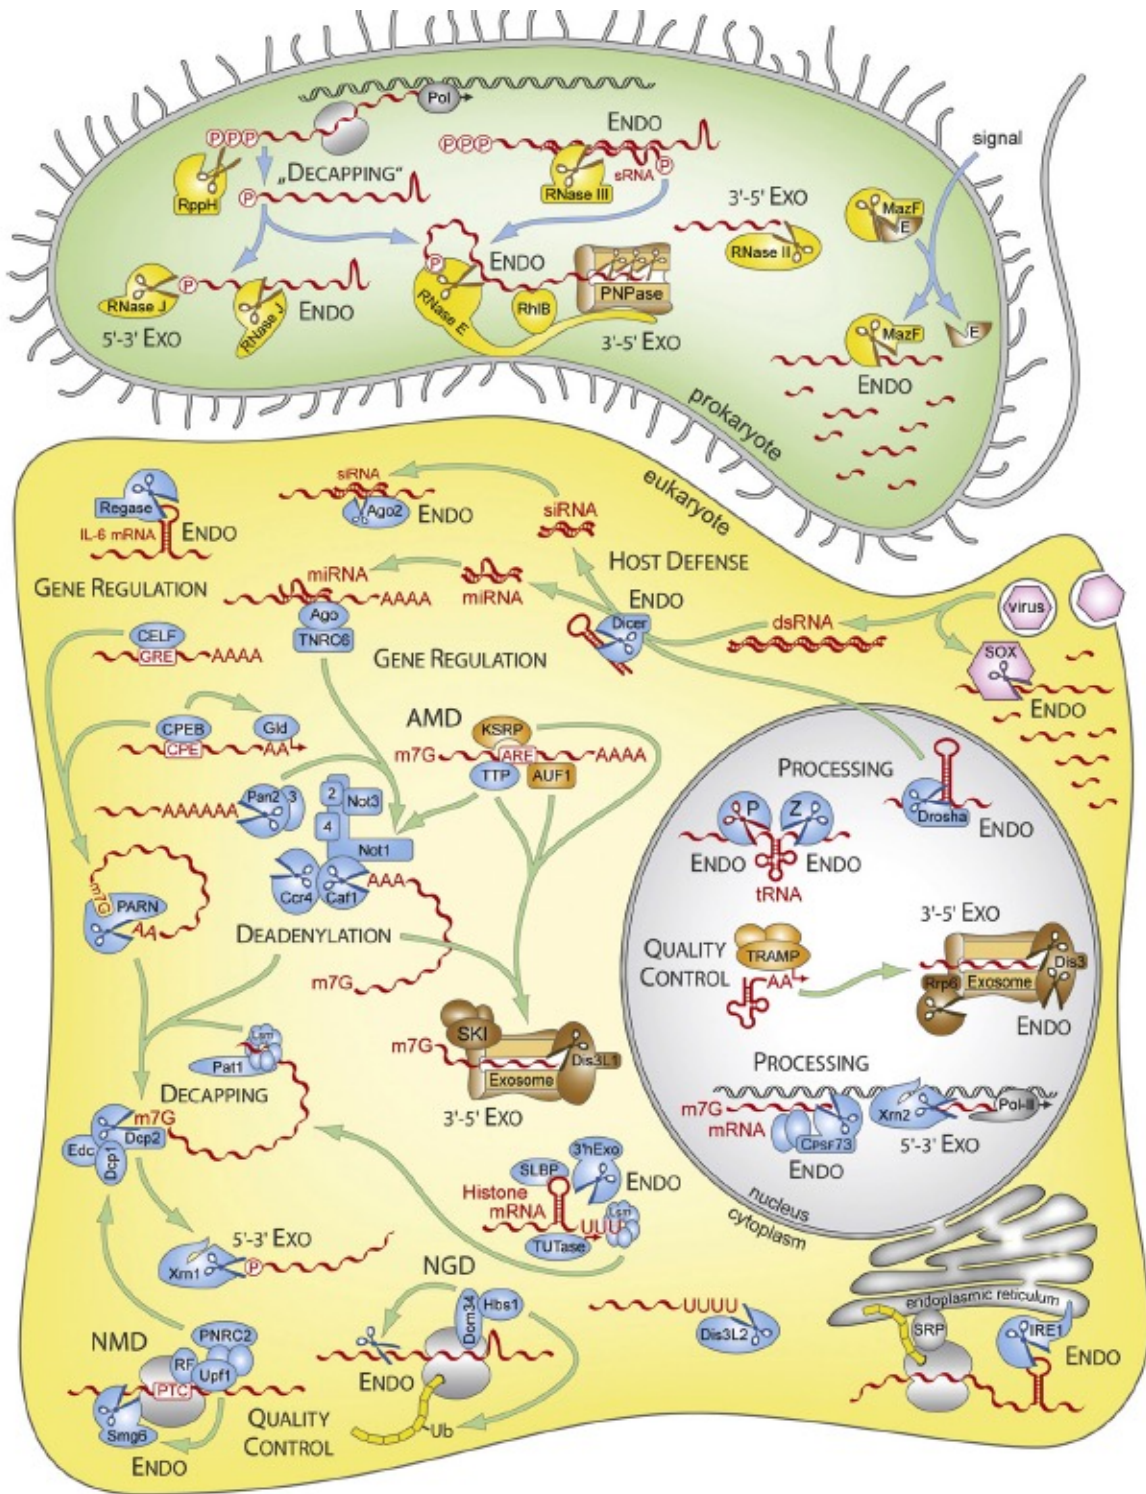 Pol
PPP
RppH
„DECAPPING“
P
PPP
ENDO
sRNA
P
RNase III
signal
3'-5' EXO
RNase II
MazF
E
RNase J
P
RNase J
ENDO
5'-3' EXO
P
ENDO
RNase E
RhlB
PNPase
3'-5' EXO
MazF
E
ENDO
prokaryote
eukaryote
Regase
IL-6 mRNA
ENDO
GENE REGULATION
siRNA
Ago2
ENDO
siRNA
HOST DEFENSE
miRNA
AAAA
miRNA
Ago
TNRC6
GENE REGULATION
ENDO
Dicer
dsRNA
virus
SOX
ENDO
CELF
GRE
AAAA
CPEB
CPE
Gld
AA
AMD
KSRP
m7G
ARE
AAAA
TTP
AUF1
AAAAAA
Pan2
3
2
Not3
4
Not1
Ccr4
Caf1
AAA
m7G
PARN
AA
DEADENYLATION
m7G
PROCESSING
P
Z
ENDO
ENDO
tRNA
Drosha
ENDO
QUALITY
CONTROL
TRAMP
AA
3'-5' EXO
Dis3
Rrp6
Exosome
ENDO
PROCESSING
m7G
mRNA
CPSF73
ENDO
Xrn2
Pol-II
5'-3' EXO
nucleus
cytoplasm
Lsm
Pat1
DECAPPING
m7G
Dcp2
Edc
Dcp1
SKI
m7G
Exosome
Dis3L1
3'-5' EXO
SLBP
3'hExo
ENDO
Histone
mRNA
UUU
Lsm
TUTase
5'-3' EXO
Xrn1
P
NGD
Dom34
Hbs1
ENDO
Ub
UUUU
Dis3L2
endoplasmic reticulum
SRP
IRE1
ENDO
NMD
PNRC2
RF
Upf1
PTC
Smg6
ENDO
QUALITY
CONTROL